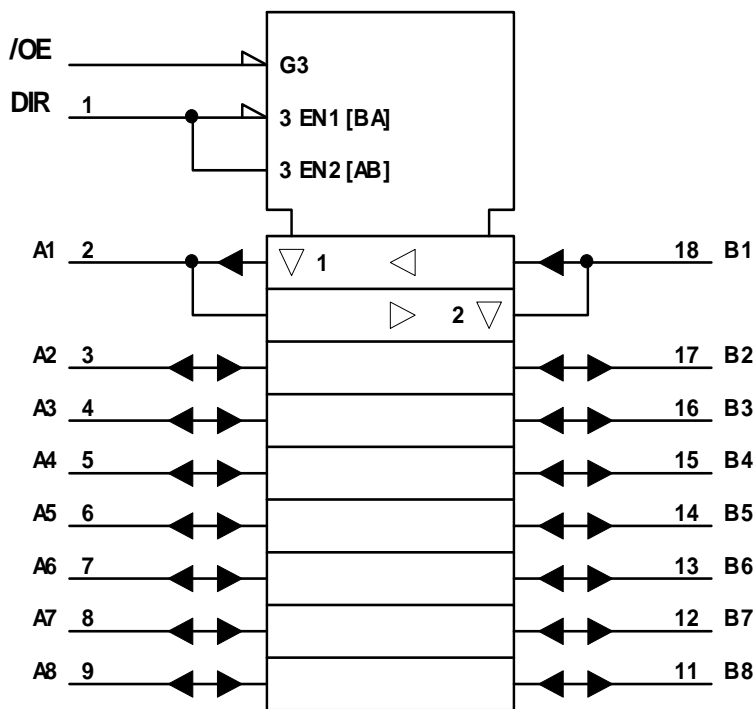 /OE G3
DIR 1 3 EN1 [BA]
3 EN2 [AB]
A1 2 1 18 B1
2
A2 3 17 B2
A3 4 16 B3
A4 5 15 B4
A5 6 14 B5
A6 7 13 B6
A7 8 12 B7
A8 9 11 B8